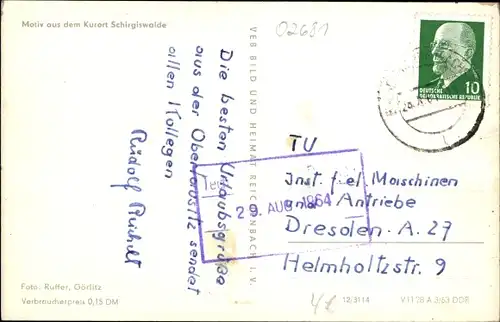 Motiv aus dem Kurort Schirgiswalde
02681
Die besten Urlaubsgrüße
aus der Oberlausitz sendet
allen Kollegen
Rudolf
VEB BILD UND HEIMAT REICHENBACH I. V.
DEUTSCHE
DEMOKRATISCHE REPUBLIK
10
TU
Inst. f. el. Maschinen
und Antriebe
29. AUG. 1964
Dresden A. 27
Helmholtzstr. 9
Foto: Ruffer, Görlitz
Verbraucherpreis 0,15 DM
12/3114
V 11 28 A 3/63 DDR